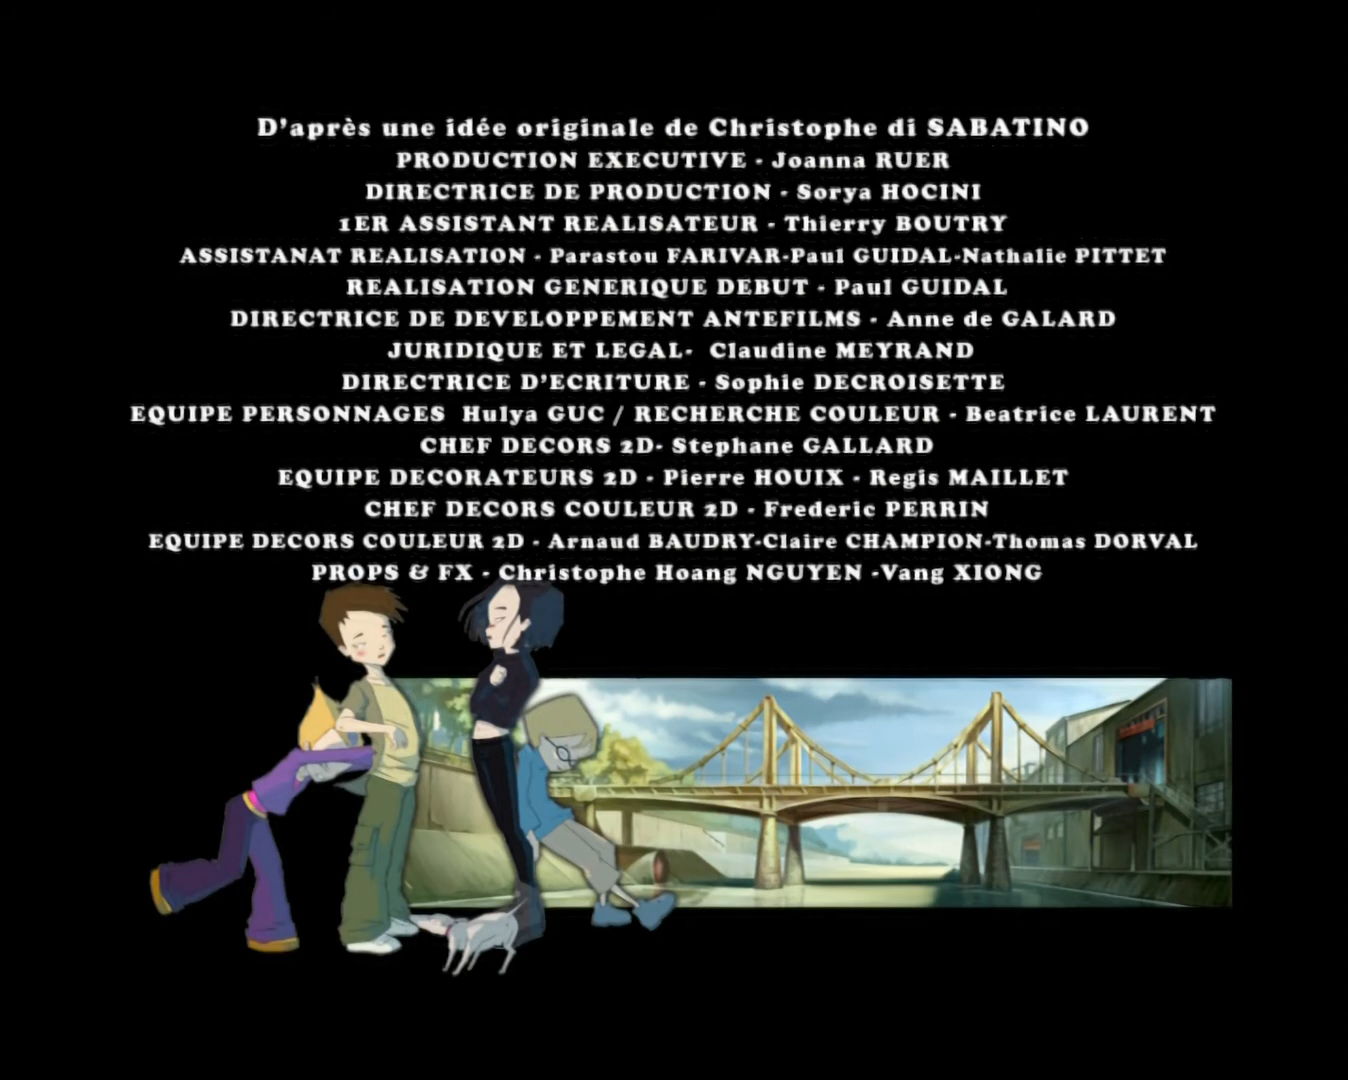 D'après une idée originale de Christophe di SABATINO
PRODUCTION EXECUTIVE - Joanna RUER
DIRECTRICE DE PRODUCTION - Sorya HOCINI
1ER ASSISTANT REALISATEUR - Thierry BOUTRY
ASSISTANAT REALISATION - Parastou FARIVAR-Paul GUIDAL-Nathalie PITTET
REALISATION GENERIQUE DEBUT - Paul GUIDAL
DIRECTRICE DE DEVELOPPEMENT ANTEFILMS - Anne de GALARD
JURIDIQUE ET LEGAL- Claudine MEYRAND
DIRECTRICE D'ECRITURE - Sophie DECROISETTE
EQUIPE PERSONNAGES Hulya GUC / RECHERCHE COULEUR - Beatrice LAURENT
CHEF DECORS 2D- Stephane GALLARD
EQUIPE DECORATEURS 2D - Pierre HOUIX - Regis MAILLET
CHEF DECORS COULEUR 2D - Frederic PERRIN
EQUIPE DECORS COULEUR 2D - Arnaud BAUDRY-Claire CHAMPION-Thomas DORVAL
PROPS & FX - Christophe Hoang NGUYEN -Vang XIONG